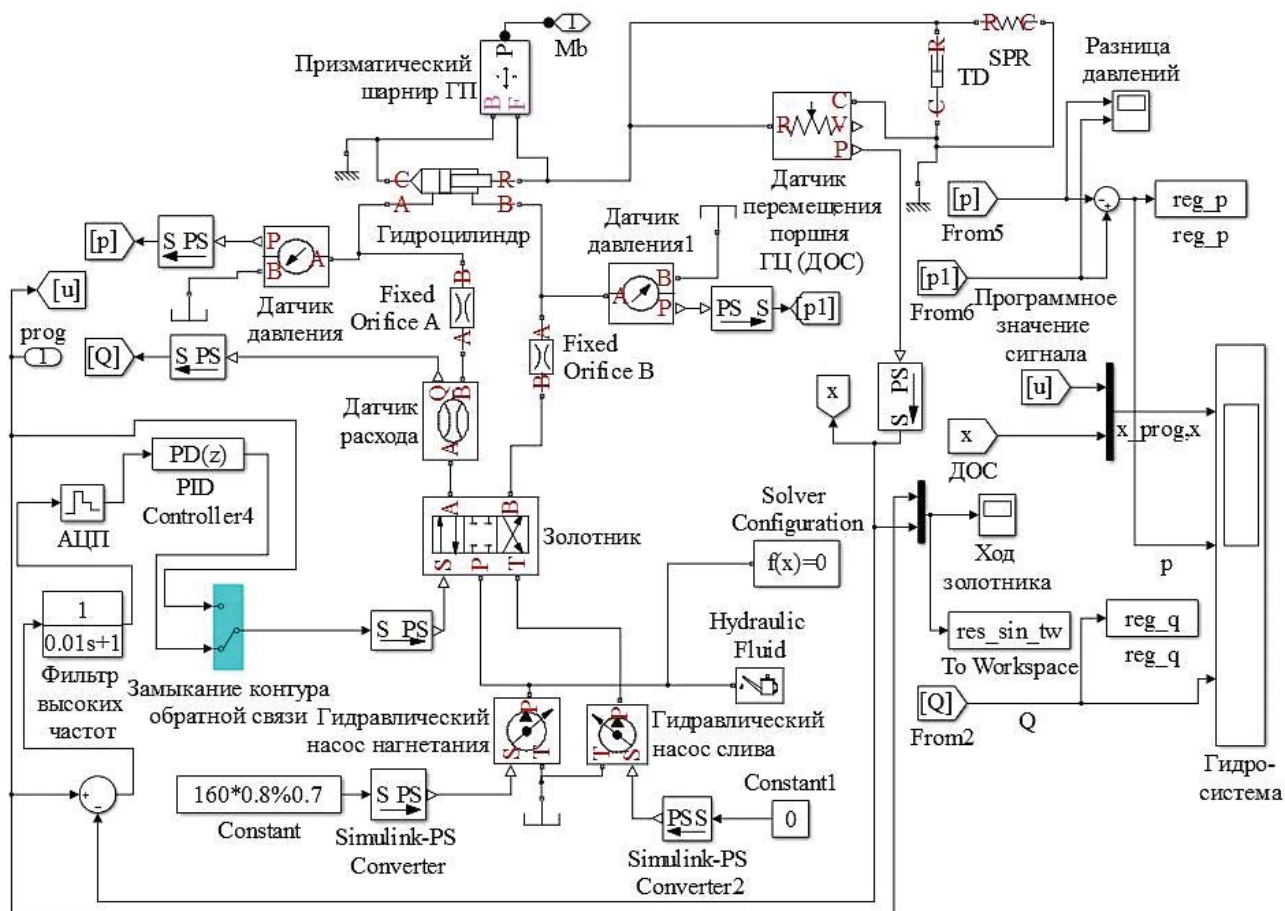 1
Mb
P
B
F
Призматический
шарнир ГП
R
C
SPR
R
TD
C
Разница
давлений
C
R
V
P
Датчик
перемещения
поршня
ГЦ (ДОС)
C
R
A
B
Гидроцилиндр
[p]
S PS
P
B
A
Датчик
давления
[u]
prog
1
[Q]
S PS
B
Fixed
Orifice A
A
Датчик
давления1
A
B
P
PS S
[p1]
A
Fixed
Orifice B
B
[p]
From5
-
+
reg_p
reg_p
[p1]
From6
Программное
значение
сигнала
[u]
x
ДОС
x_prog,x
x
PS
S
Q
B
A
Датчик
расхода
PD(z)
PID
Controller4
АЦП
A
B
S
P
T
Золотник
Solver
Configuration
f(x)=0
Ход
золотника
p
1
0.01s+1
Фильтр
высоких
частот
S PS
Замыкание контура
обратной связи
Hydraulic
Fluid
res_sin_tw
To Workspace
reg_q
reg_q
[Q]
From2
Q
Гидравлический
насос нагнетания
P
S
T
Гидравлический
насос слива
P
T
S
Гидро-
система
+
-
160*0.8%0.7
Constant
S PS
Simulink-PS
Converter
PSS
Simulink-PS
Converter2
Constant1
0